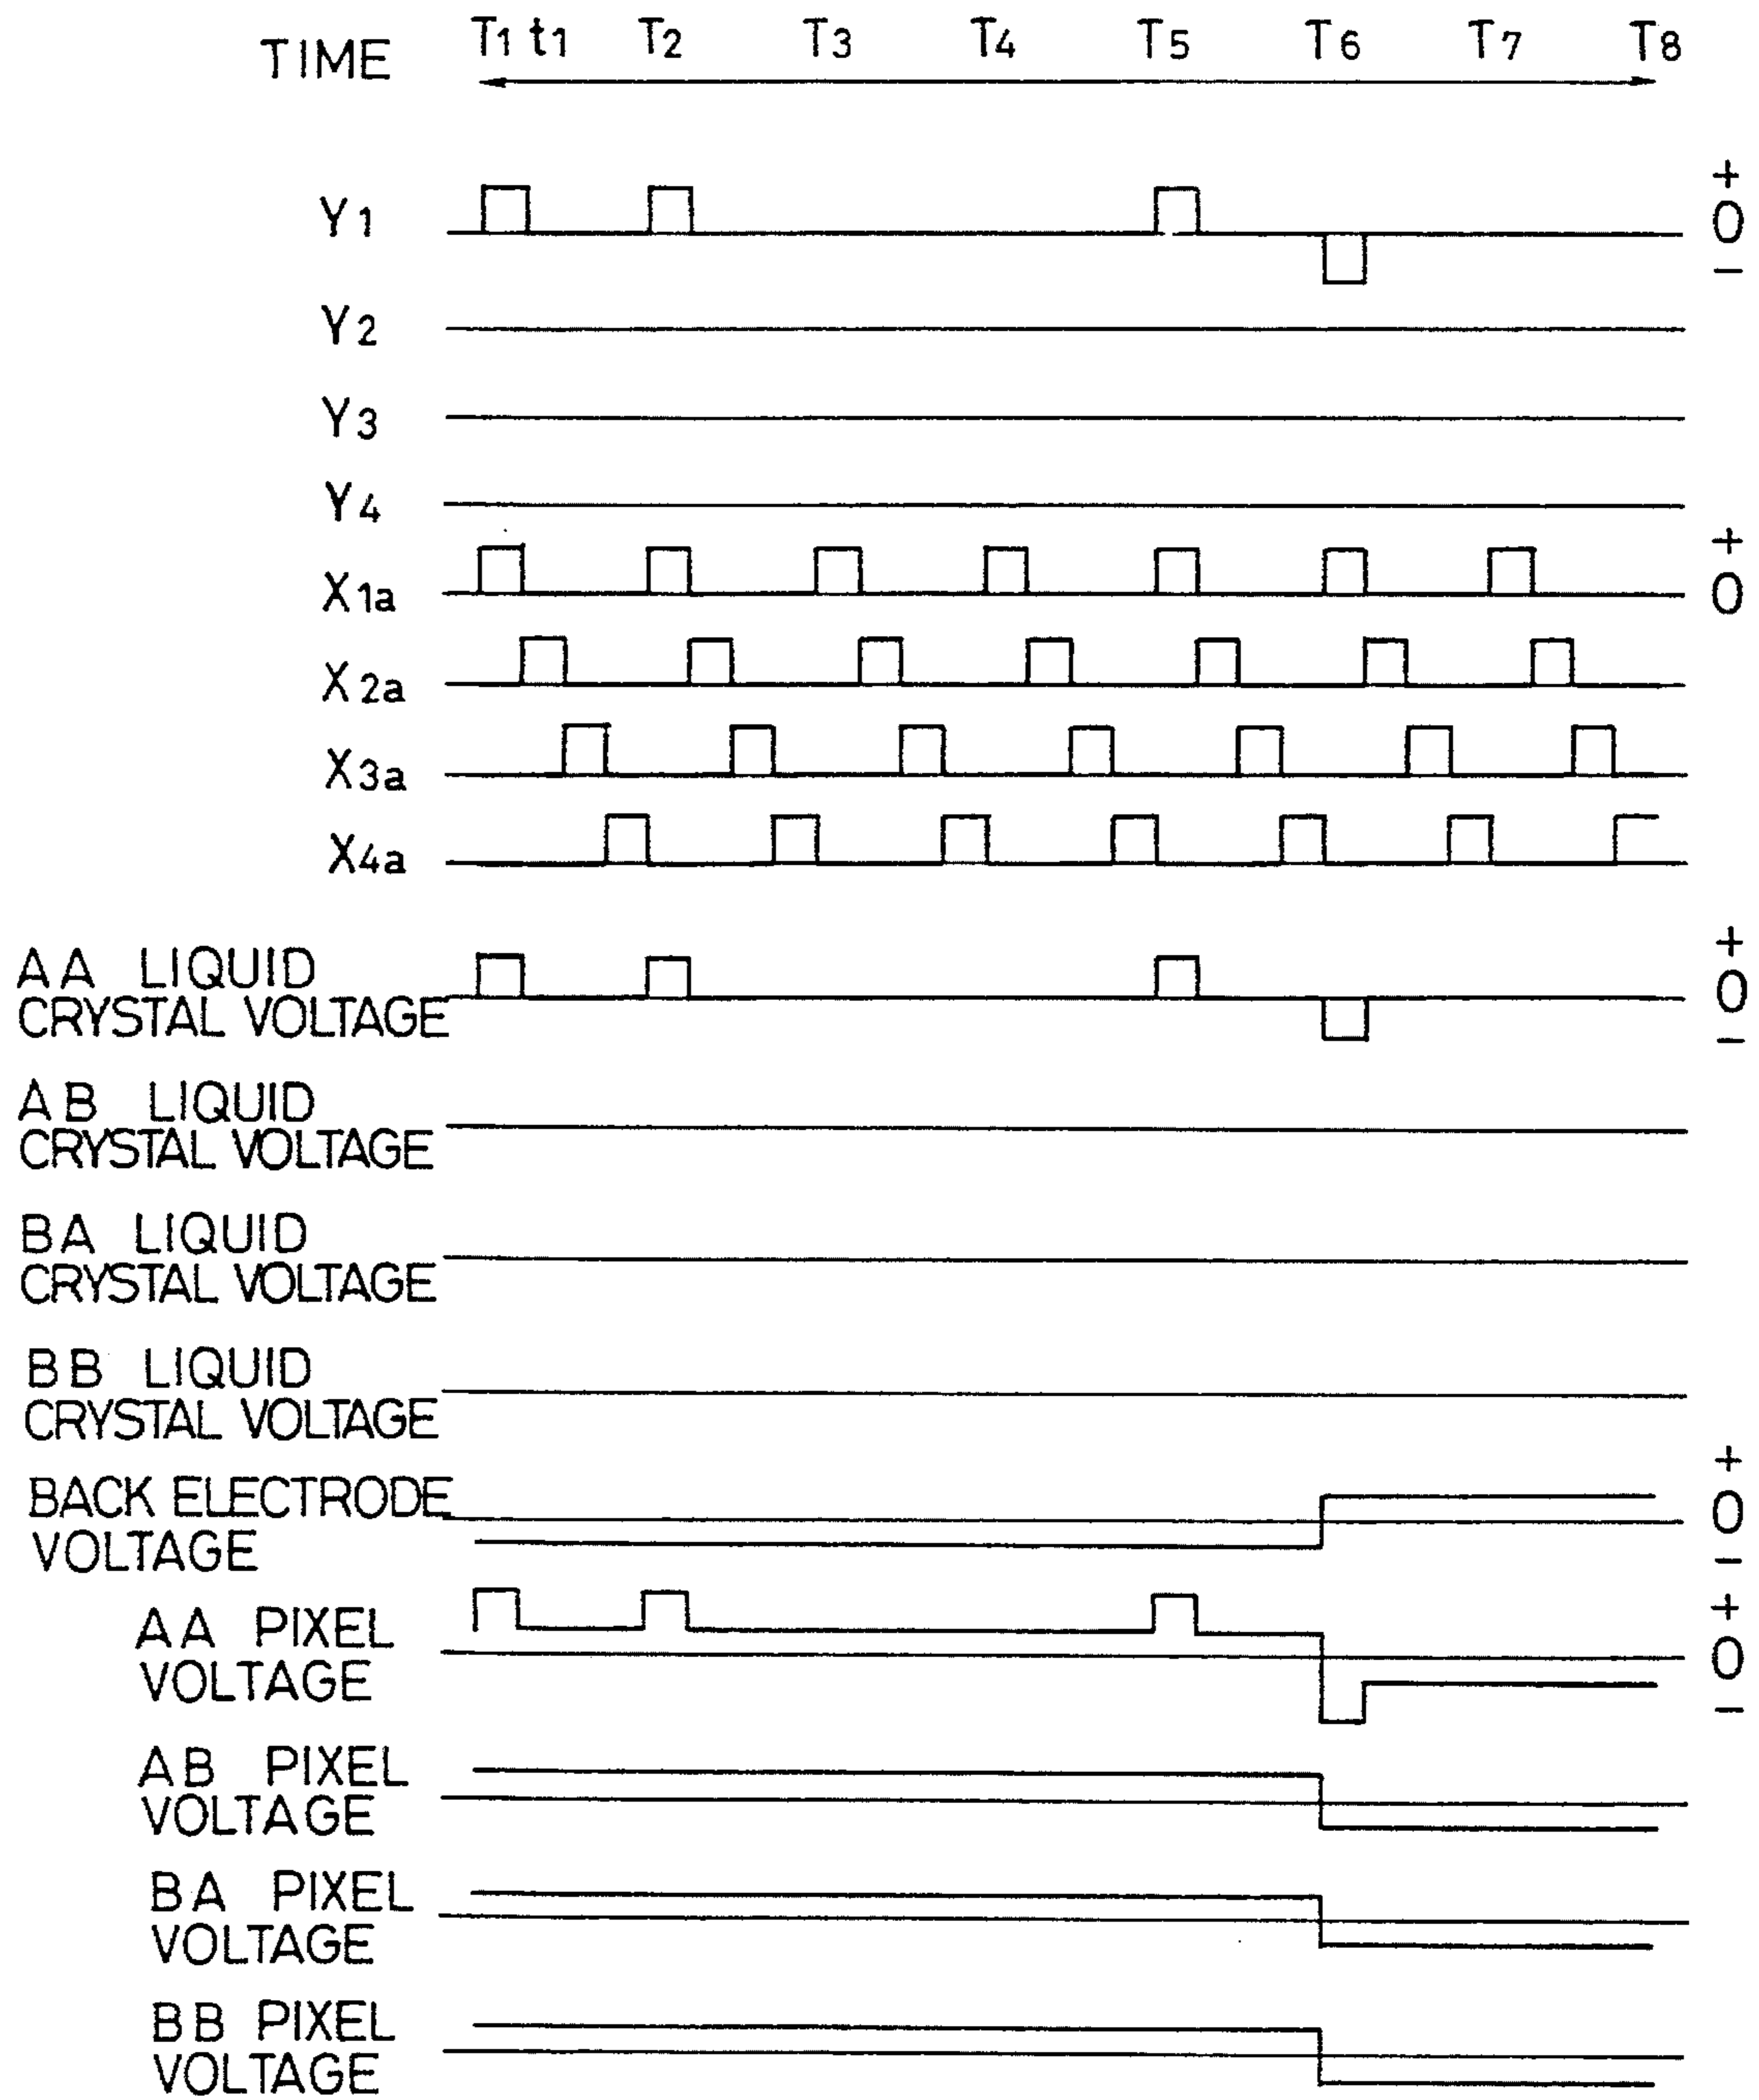 TIME T1 t1 T2 T3 T4 T5 T6 T7 T8
+
Y1 0
−
Y2
Y3
Y4
+
X1a 0
X2a
X3a
X4a
AA LIQUID +
CRYSTAL VOLTAGE 0
−
AB LIQUID
CRYSTAL VOLTAGE
BA LIQUID
CRYSTAL VOLTAGE
BB LIQUID
CRYSTAL VOLTAGE
+
BACK ELECTRODE 0
VOLTAGE −
AA PIXEL +
VOLTAGE 0
−
AB PIXEL
VOLTAGE
BA PIXEL
VOLTAGE
BB PIXEL
VOLTAGE